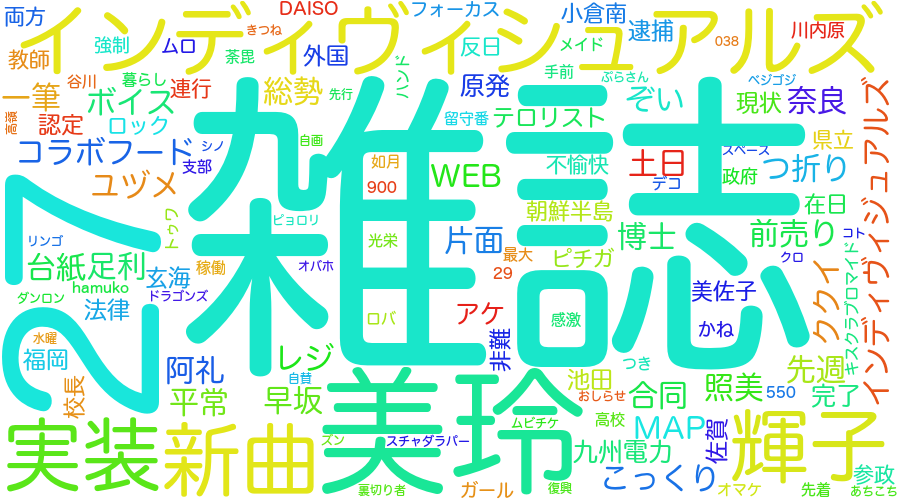 両方
インディヴィシュアルズ
きつね
DAISO
フォーカス
小倉南
逮捕
川内原
教師
強制
ムロ
茶毘
外国
ハンド
反日
メイド
038
谷川
暮らし
連行
総勢
原発
手前
ぷらさん
ベジゴジ
一筆
ボイス
先行
ぞい
現状
奈良
高嶺
認定
ロック
留守番
テロリスト
コラボフード
シノ
自画
雑誌
県立
支部
如月
WEB
不愉快
土日
スペース
つ折り
ユヅメ
900
デコ
政府
トゥワ
ピョロリ
朝鮮半島
在日
27
リンゴ
光栄
片面
博士
前売り
コト
台紙足利
玄海
稼働
オバホ
最大
ピチガ
クロ
キスクラブロマイド
インディヴィジュアルズ
hamuko
29
ダンロン
ドラゴンズ
美佐子
ククイ
法律
ロバ
アケ
感激
かね
水曜
福岡
レジ
非難
つき
先週
阿礼
自賛
美玲
池田
照美
550
校長
平常
早坂
おしらせ
合同
完了
実装
新曲
ムビチケ
高校
MAP
佐賀
輝子
ズン
スチャダラパー
九州電力
裏切り者
ガール
復興
こっくり
オマケ
先着
参政
あちこち